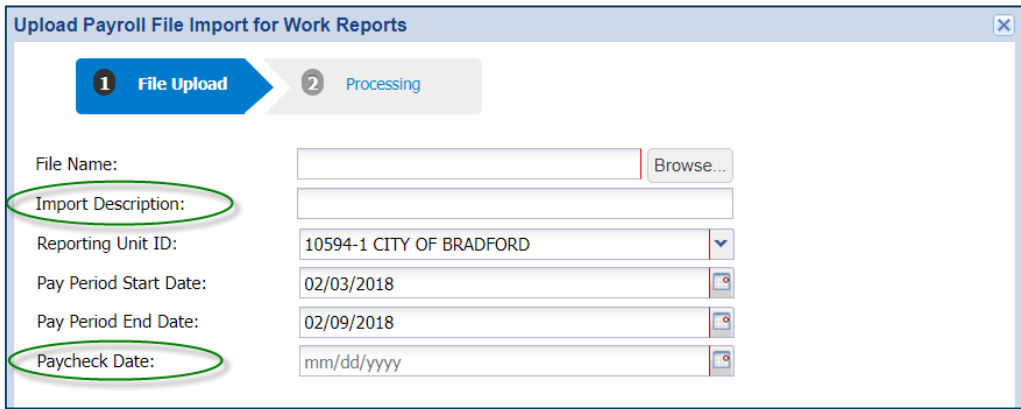 Upload Payroll File Import for Work Reports
1 File Upload 2 Processing
File Name: Browse...
Import Description:
Reporting Unit ID: 10594-1 CITY OF BRADFORD
Pay Period Start Date: 02/03/2018
Pay Period End Date: 02/09/2018
Paycheck Date: mm/dd/yyyy